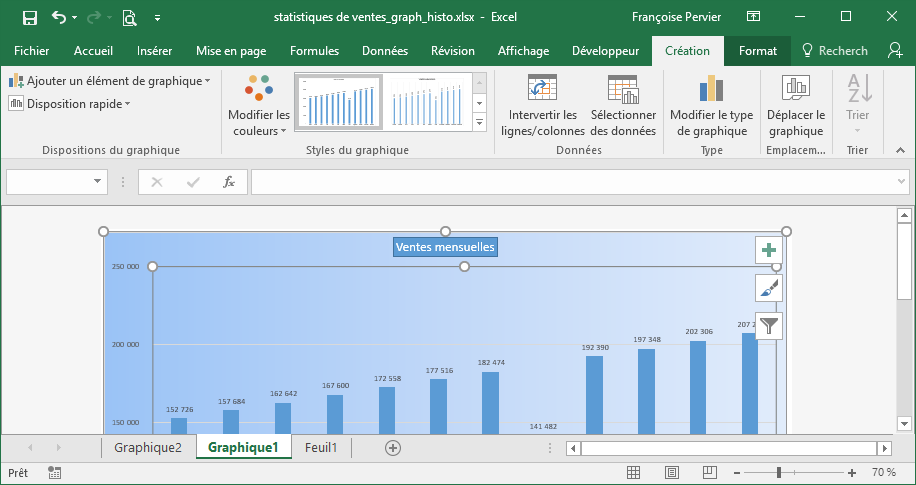 statistiques de ventes_graph_histo.xlsx - Excel
Françoise Pervier
Fichier Accueil Insérer Mise en page Formules Données Révision Affichage Développeur Création Format Recherch
Ajouter un élément de graphique
Disposition rapide
Dispositions du graphique
Modifier les
couleurs
Styles du graphique
Intervertir les
lignes/colonnes
Sélectionner
des données
Données
Modifier le type
de graphique
Type
Déplacer le
graphique
Emplacem...
A
Z
Trier
Trier
fx
Ventes mensuelles
250 000
200 000
150 000
152 726
157 684
162 642
167 600
172 558
177 516
182 474
141 482
192 390
197 348
202 306
207 2
Graphique2 Graphique1 Feuil1
Prêt
70 %